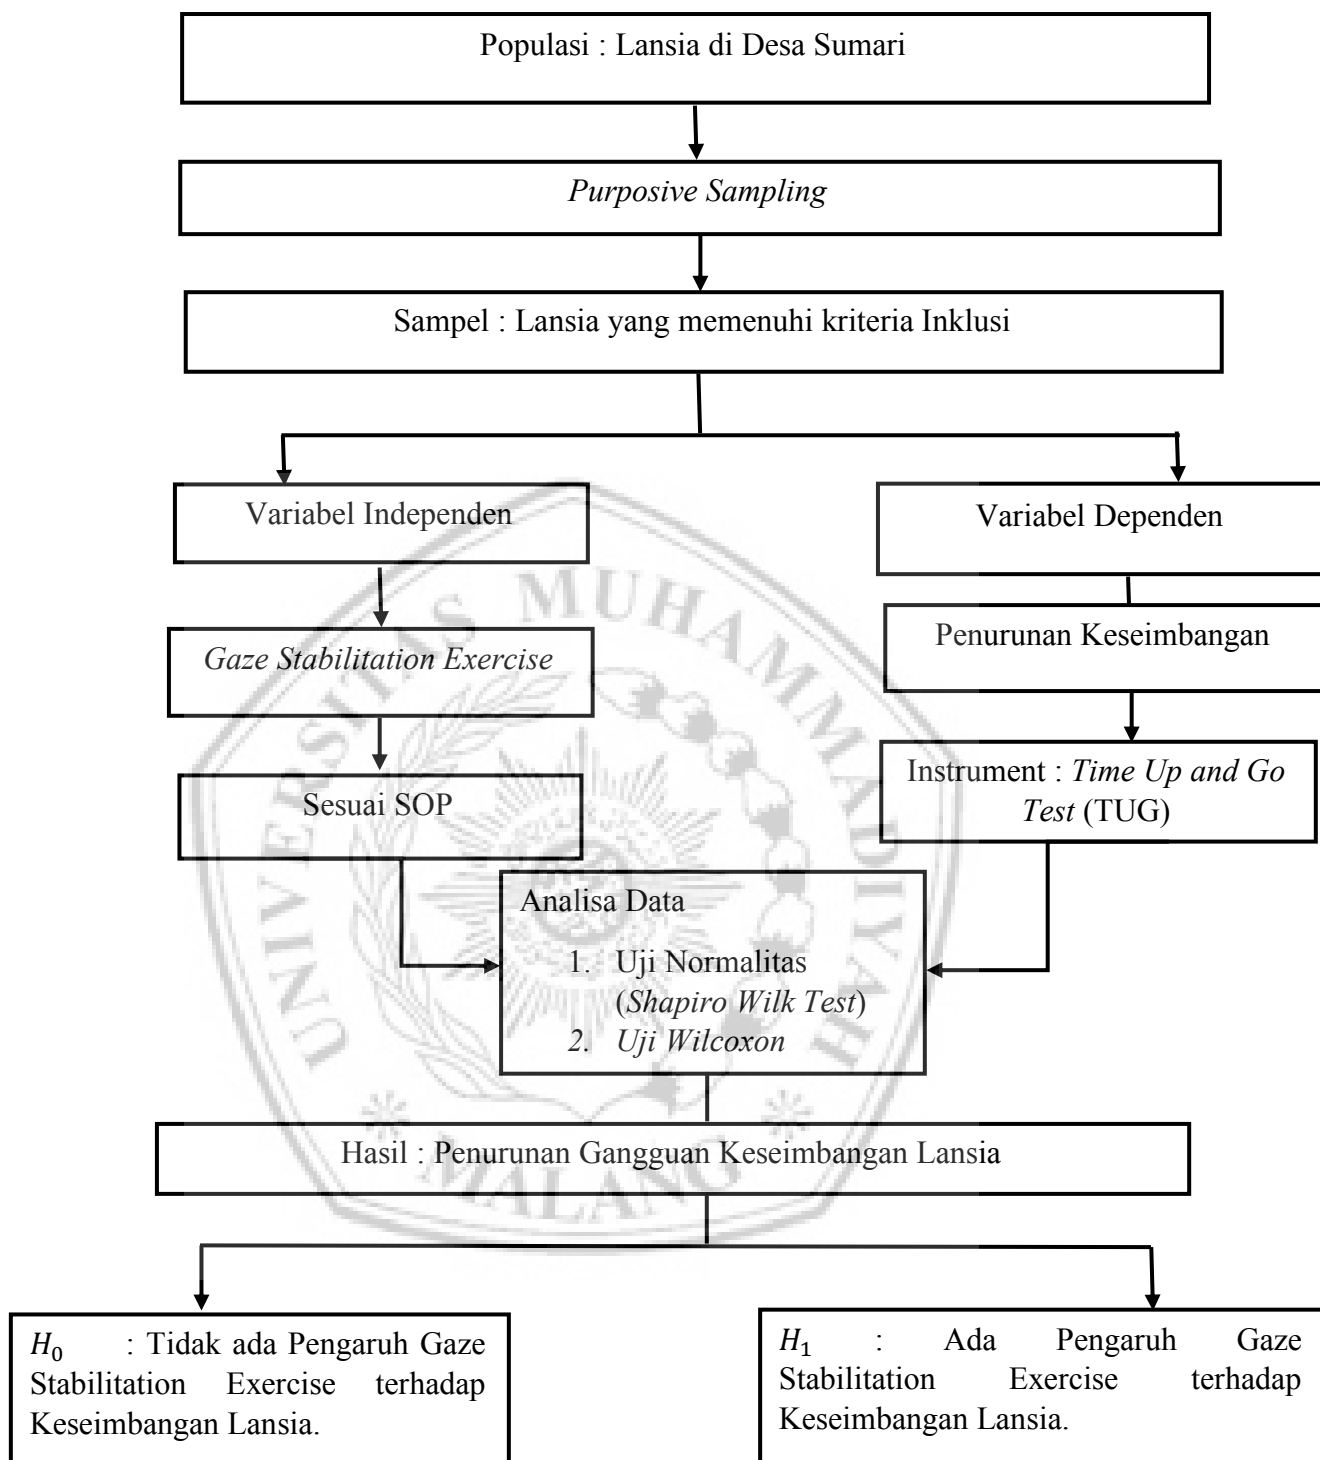 Populasi : Lansia di Desa Sumari
Purposive Sampling
Sampel : Lansia yang memenuhi kriteria Inklusi
Variabel Independen
Variabel Dependen
Gaze Stabilitation Exercise
Penurunan Keseimbangan
Sesuai SOP
Instrument : Time Up and Go
Test (TUG)
Analisa Data
1. Uji Normalitas
(Shapiro Wilk Test)
2. Uji Wilcoxon
Hasil : Penurunan Gangguan Keseimbangan Lansia
H₀ : Tidak ada Pengaruh Gaze
Stabilitation Exercise terhadap
Keseimbangan Lansia.
H₁ : Ada Pengaruh Gaze
Stabilitation Exercise terhadap
Keseimbangan Lansia.
UNIVERSITAS MUHAMMADIYAH
MALANG